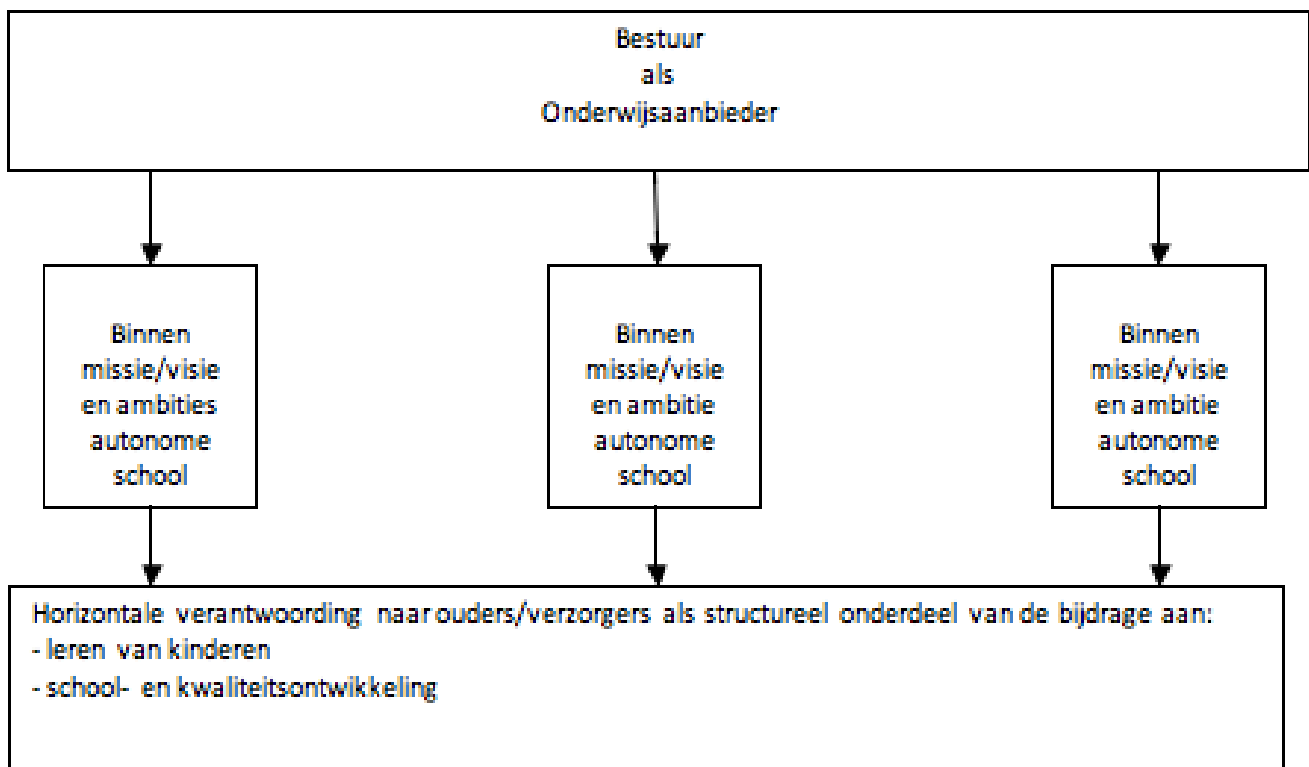 Bestuur
als
Onderwijsaanbieder
Binnen
missie/visie
en ambities
autonome
school
Binnen
missie/visie
en ambitie
autonome
school
Binnen
missie/visie
en ambitie
autonome
school
Horizontale verantwoording naar ouders/verzorgers als structureel onderdeel van de bijdrage aan:
- leren van kinderen
- school- en kwaliteitsontwikkeling